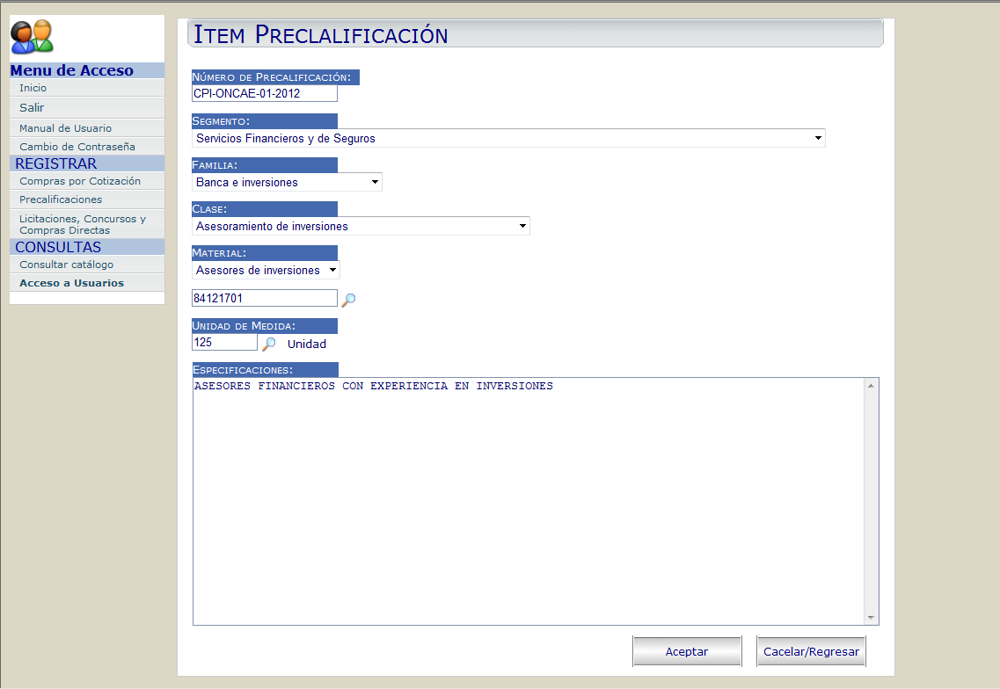 Menu de Acceso
Inicio
Salir
Manual de Usuario
Cambio de Contraseña
REGISTRAR
Compras por Cotización
Precalificaciones
Licitaciones, Concursos y
Compras Directas
CONSULTAS
Consultar catálogo
Acceso a Usuarios
Item Preclalificación
Número de Precalificación:
CPI-ONCAE-01-2012
Segmento:
Servicios Financieros y de Seguros
Familia:
Banca e inversiones
Clase:
Asesoramiento de inversiones
Material:
Asesores de inversiones
84121701
Unidad de Medida:
125 Unidad
Especificaciones:
ASESORES FINANCIEROS CON EXPERIENCIA EN INVERSIONES
Aceptar Cacelar/Regresar